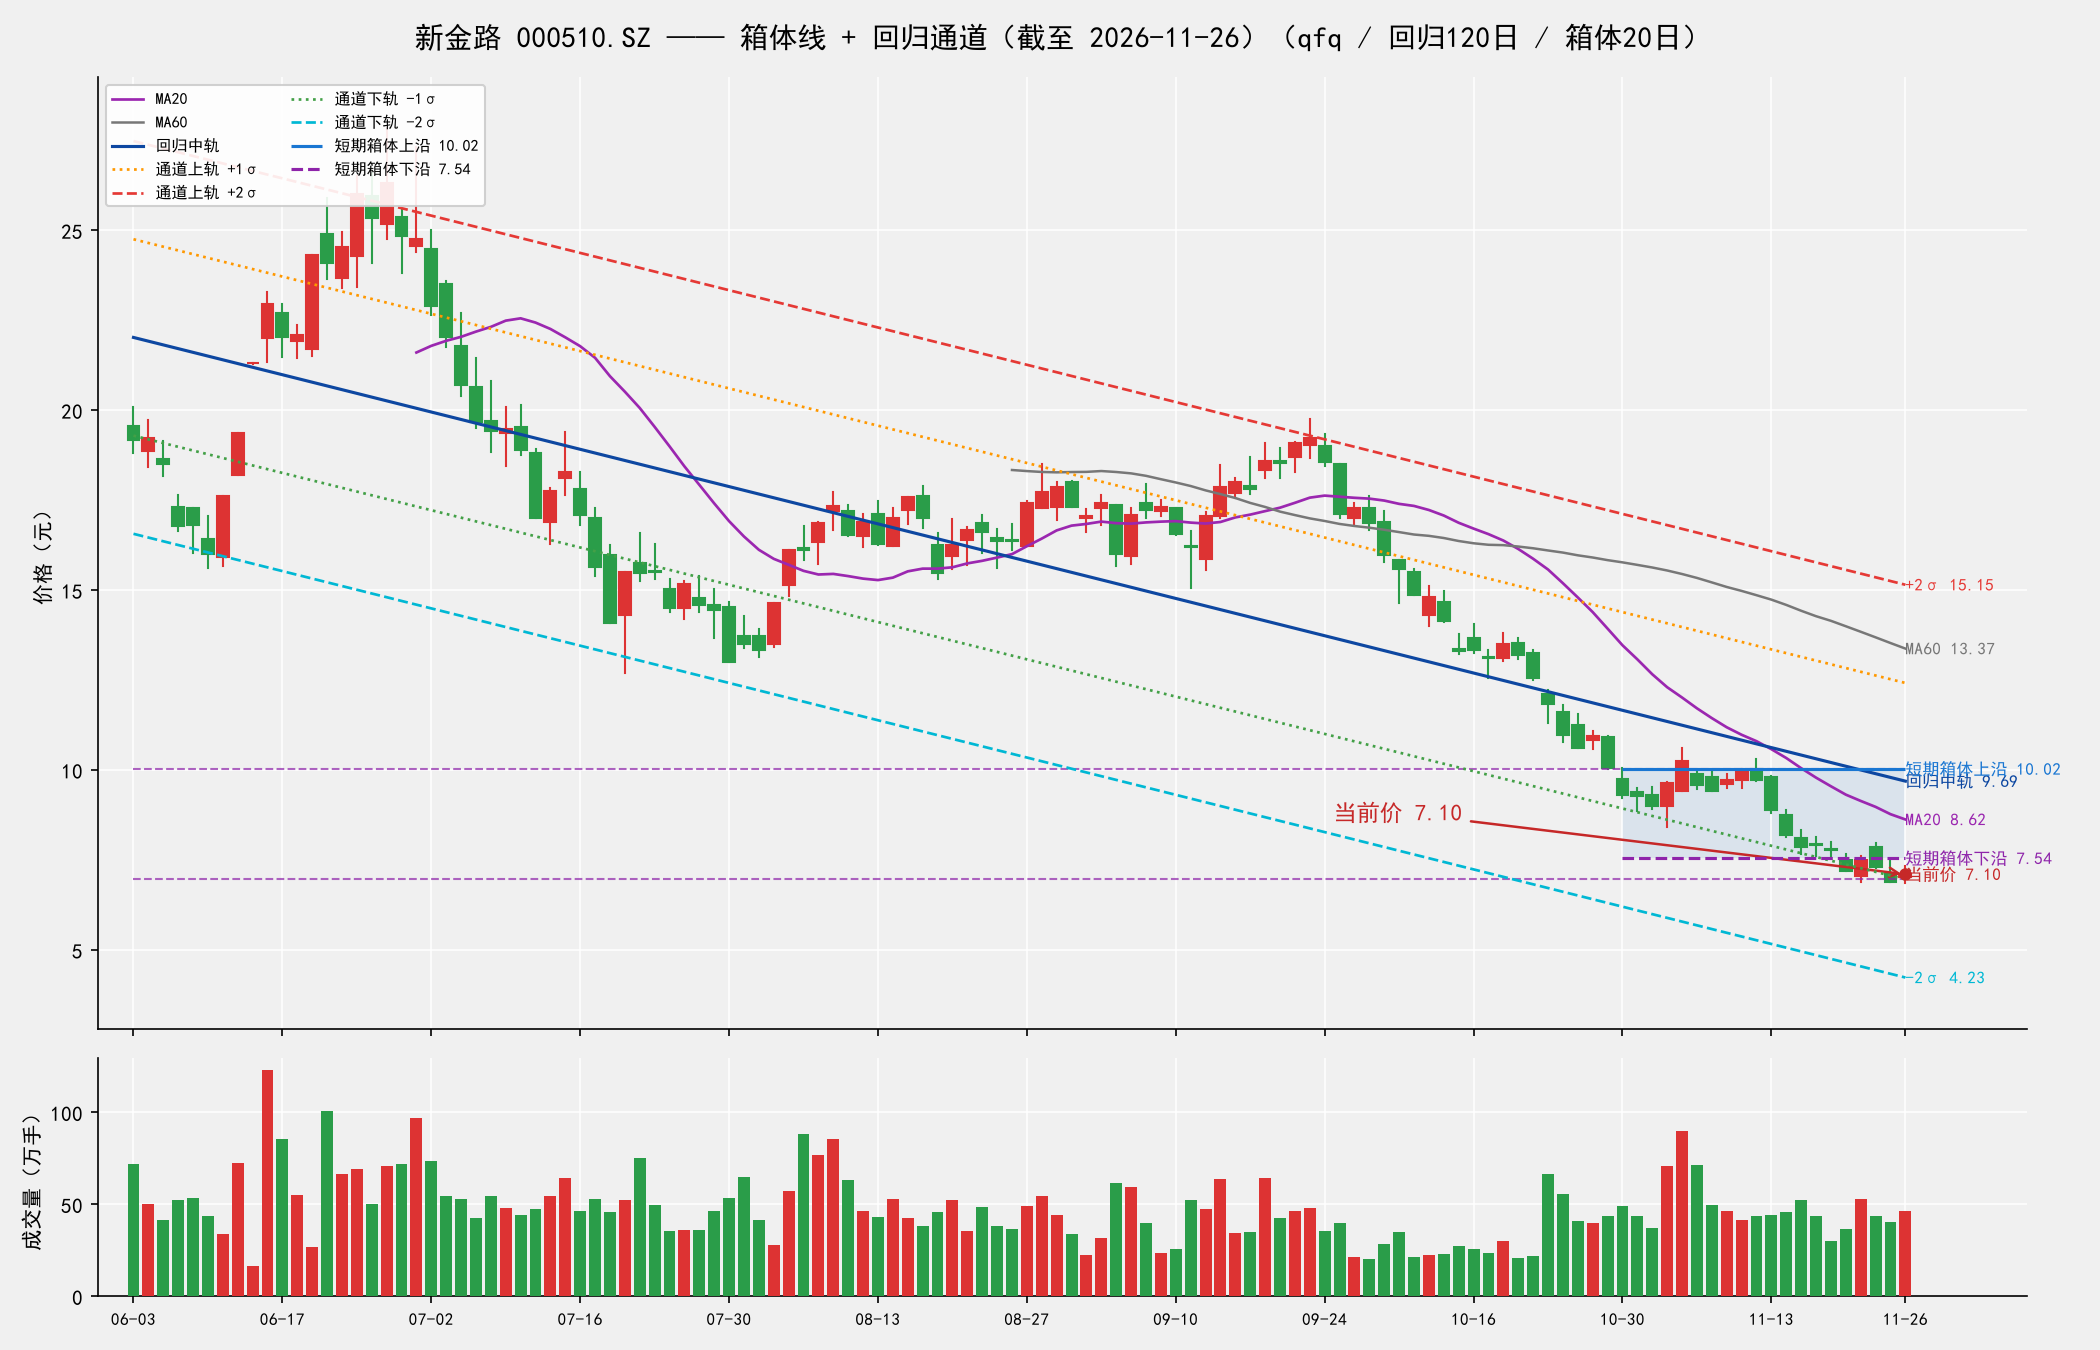 新金路 000510.SZ —— 箱体线 + 回归通道（截至 2026-11-26）（qfq / 回归120日 / 箱体20日）
MA20
MA60
回归中轨
通道上轨 +1σ
通道上轨 +2σ
通道下轨 -1σ
通道下轨 -2σ
短期箱体上沿 10.02
短期箱体下沿 7.54
价格（元）
25
20
15
10
5
+2σ 15.15
MA60 13.37
短期箱体上沿 10.02
回归中轨 9.69
MA20 8.62
当前价 7.10
短期箱体下沿 7.54
当前价 7.10
-2σ 4.23
成交量（万手）
100
50
0
06-03
06-17
07-02
07-16
07-30
08-13
08-27
09-10
09-24
10-16
10-30
11-13
11-26